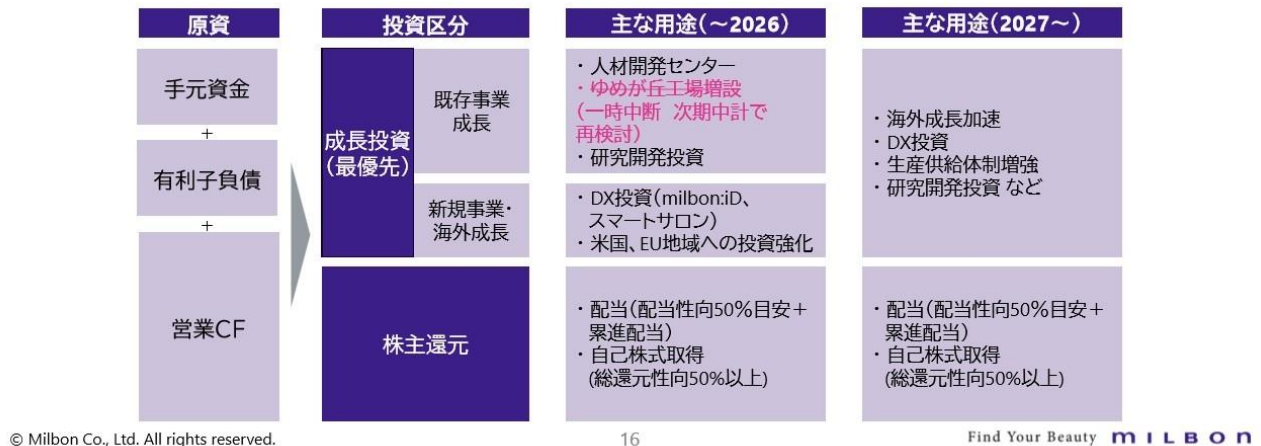 原資
投資区分
主な用途(～2026)
主な用途(2027～)
手元資金
+
有利子負債
+
営業CF
成長投資
(最優先)
既存事業
成長
・人材開発センター
・ゆめが丘工場増設
(一時中断 次期中計で
再検討)
・研究開発投資
新規事業・
海外成長
・DX投資(milbon:iD、
スマートサロン)
・米国、EU地域への投資強化
・海外成長加速
・DX投資
・生産供給体制増強
・研究開発投資 など
株主還元
・配当(配当性向50%目安+
累進配当)
・自己株式取得
(総還元性向50%以上)
・配当(配当性向50%目安+
累進配当)
・自己株式取得
(総還元性向50%以上)
© Milbon Co., Ltd. All rights reserved.
16
Find Your Beauty MILBON